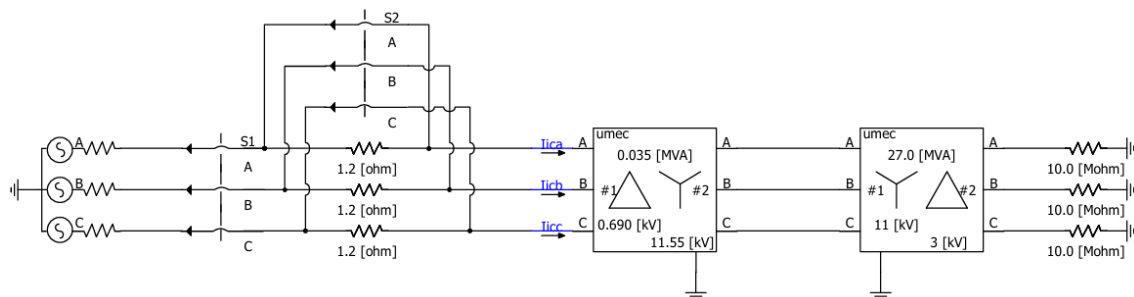 S2
A
B
C
S1
A
B
C
A
B
C
1.2 [ohm]
1.2 [ohm]
1.2 [ohm]
Iica
Iicb
Iicc
A
B
C
umec
0.035 [MVA]
#1
#2
0.690 [kV]
11.55 [kV]
A
B
C
A
B
C
umec
27.0 [MVA]
#1
#2
11 [kV]
3 [kV]
A
B
C
10.0 [Mohm]
10.0 [Mohm]
10.0 [Mohm]